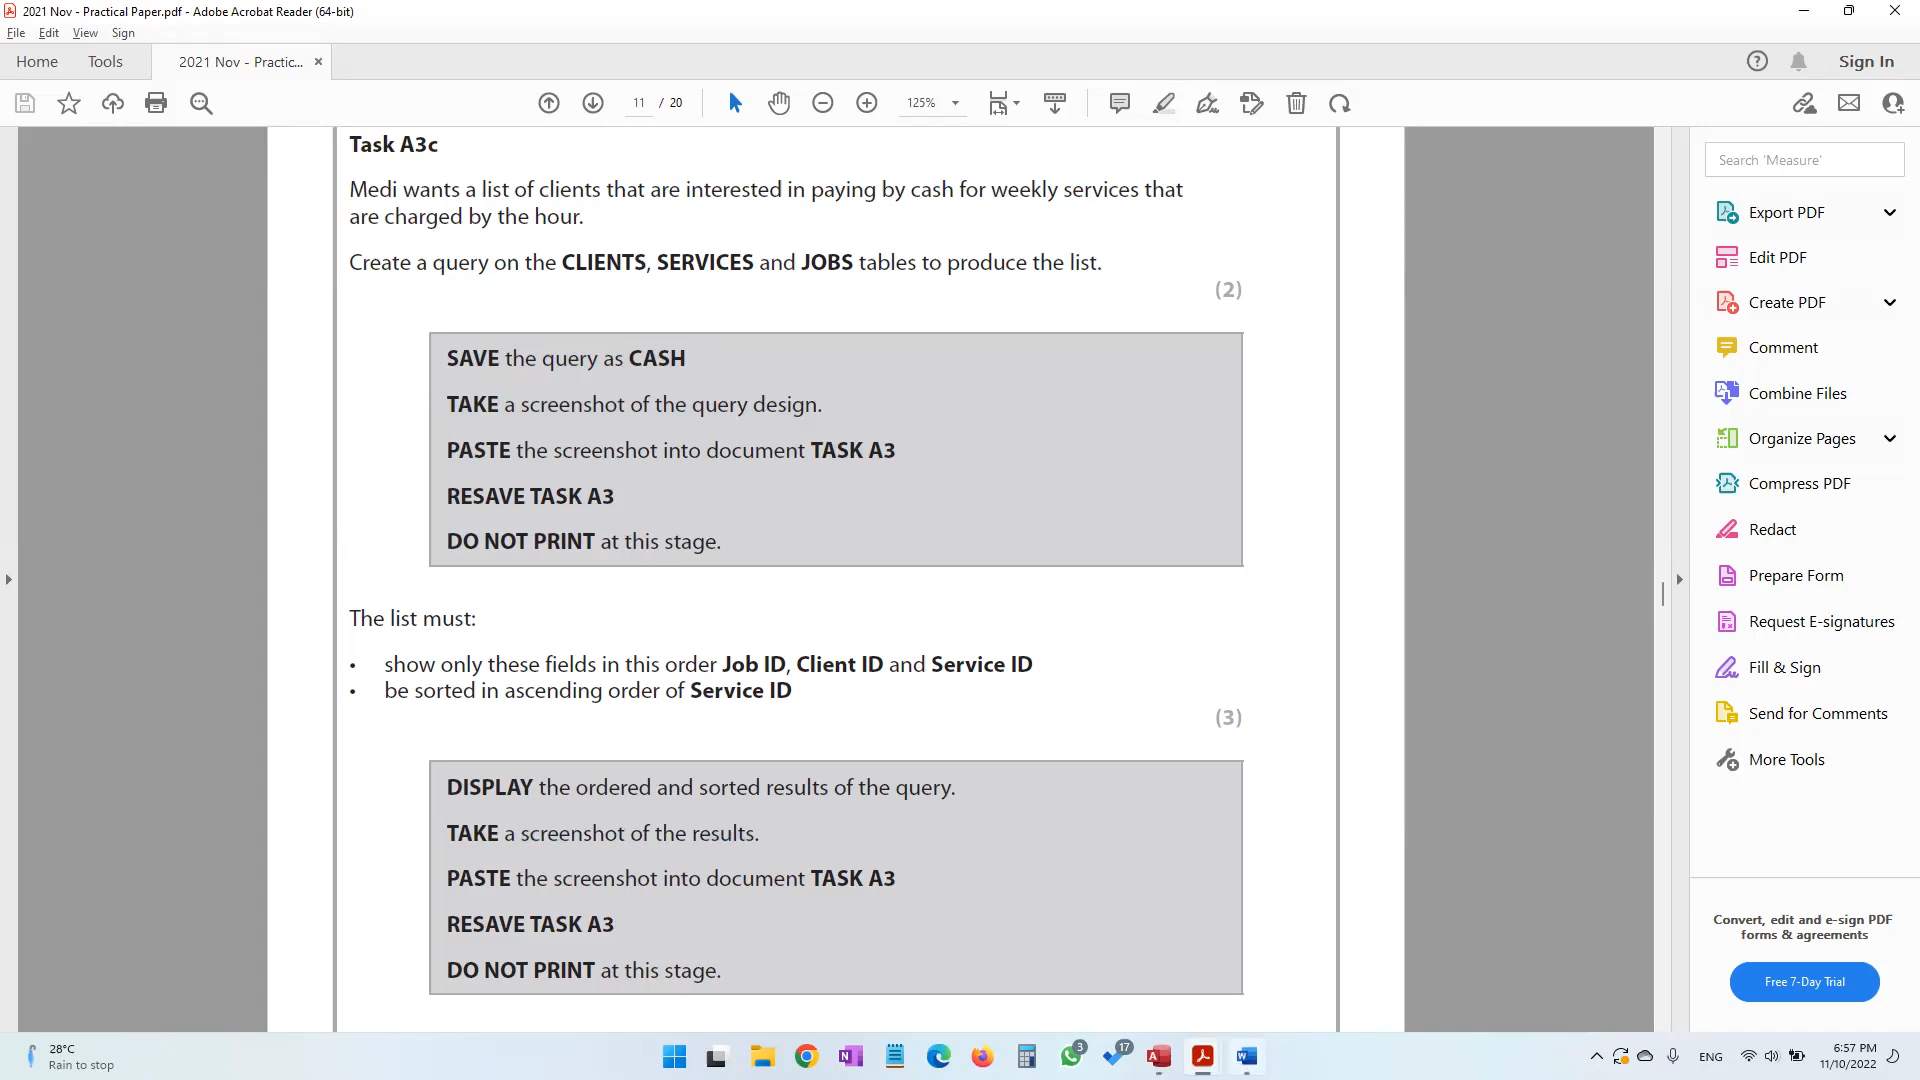 2021 Nov - Practical Paper.pdf - Adobe Acrobat Reader (64-bit)
File Edit View Sign
Home Tools 2021 Nov - Practic... × Sign In
11 / 20 125%
Task A3c
Medi wants a list of clients that are interested in paying by cash for weekly services that
are charged by the hour.
Create a query on the CLIENTS, SERVICES and JOBS tables to produce the list.
(2)
SAVE the query as CASH
TAKE a screenshot of the query design.
PASTE the screenshot into document TASK A3
RESAVE TASK A3
DO NOT PRINT at this stage.
The list must:
• show only these fields in this order Job ID, Client ID and Service ID
• be sorted in ascending order of Service ID
(3)
DISPLAY the ordered and sorted results of the query.
TAKE a screenshot of the results.
PASTE the screenshot into document TASK A3
RESAVE TASK A3
DO NOT PRINT at this stage.
Search 'Measure'
Export PDF
Edit PDF
Create PDF
Comment
Combine Files
Organize Pages
Compress PDF
Redact
Prepare Form
Request E-signatures
Fill & Sign
Send for Comments
More Tools
Convert, edit and e-sign PDF
forms & agreements
Free 7-Day Trial
28°C
Rain to stop
3
17
ENG
6:57 PM
11/10/2022